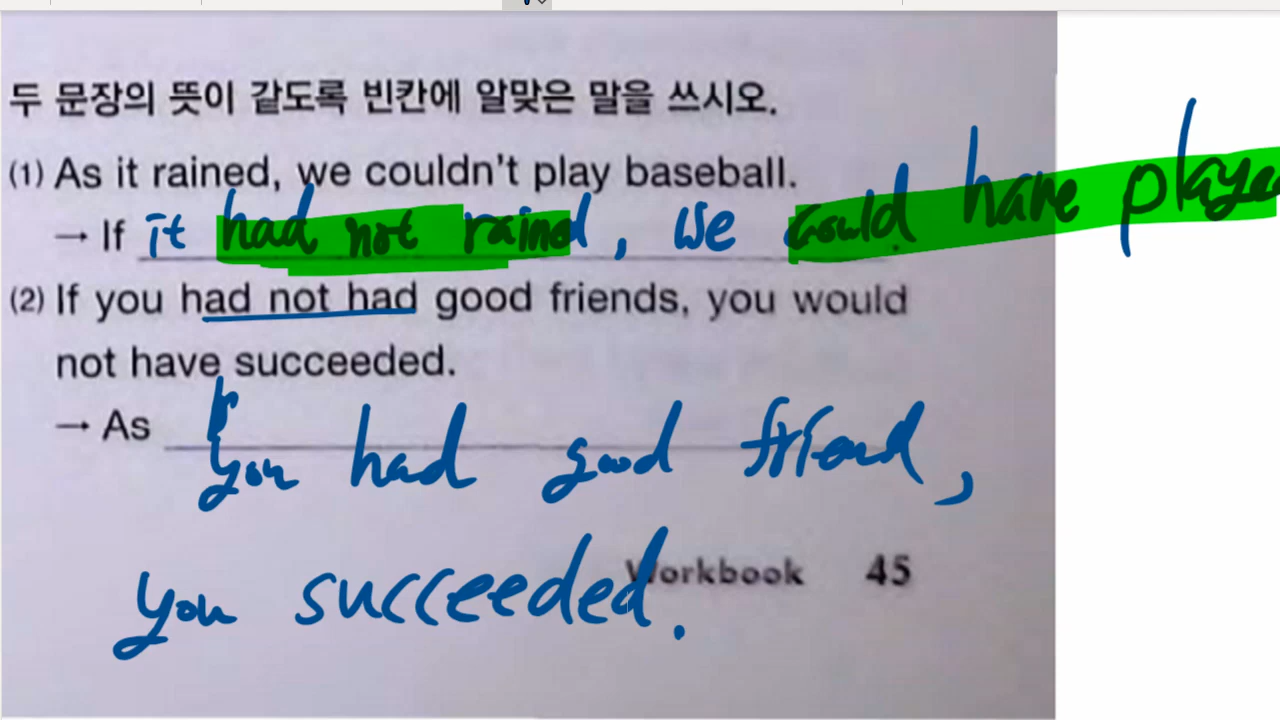 두 문장의 뜻이 같도록 빈칸에 알맞은 말을 쓰시오.
(1) As it rained, we couldn't play baseball.
→ If it had not rained, we could have played
(2) If you had not had good friends, you would
not have succeeded.
→ As you had good friend,
you succeeded.
Workbook 45